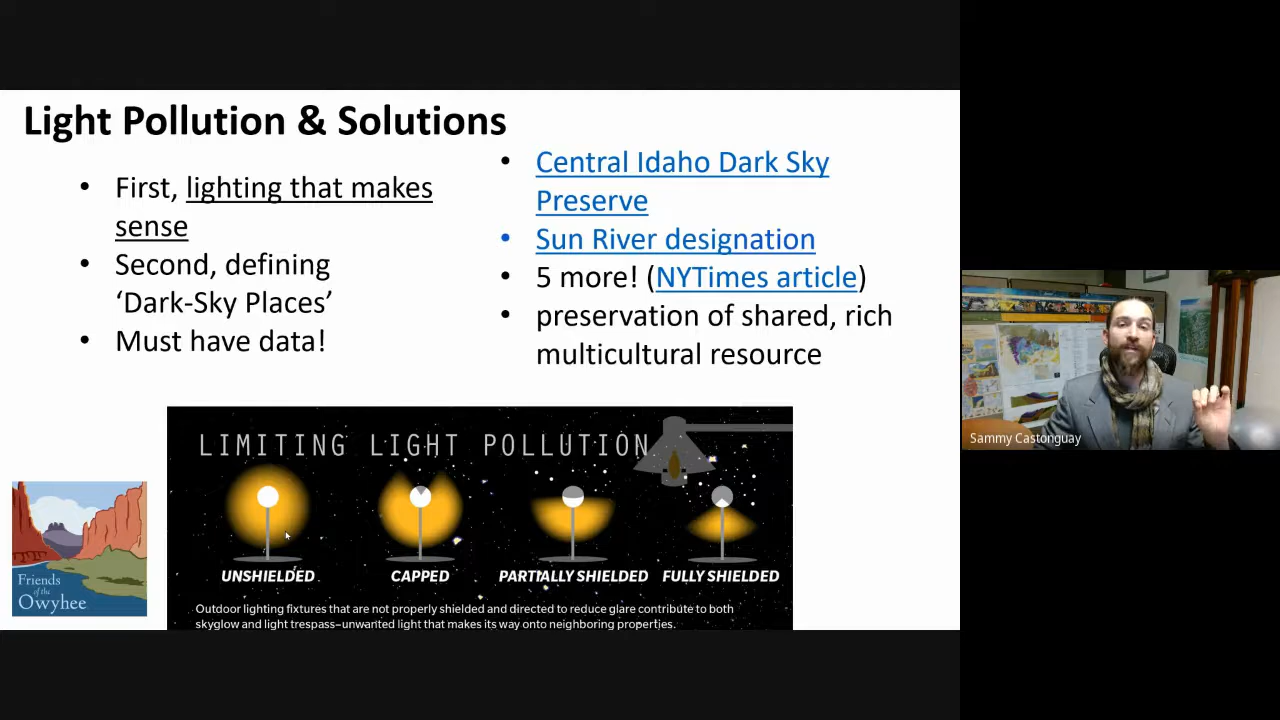 Light Pollution & Solutions
• First, lighting that makes
sense
• Second, defining
‘Dark-Sky Places’
• Must have data!
• Central Idaho Dark Sky
Preserve
• Sun River designation
• 5 more! (NYTimes article)
• preservation of shared, rich
multicultural resource
LIMITING LIGHT POLLUTION
UNSHIELDED
CAPPED
PARTIALLY SHIELDED
FULLY SHIELDED
Outdoor lighting fixtures that are not properly shielded and directed to reduce glare contribute to both
skyglow and light trespass–unwanted light that makes its way onto neighboring properties.
Friends
of the
Owyhee
Sammy Castonguay